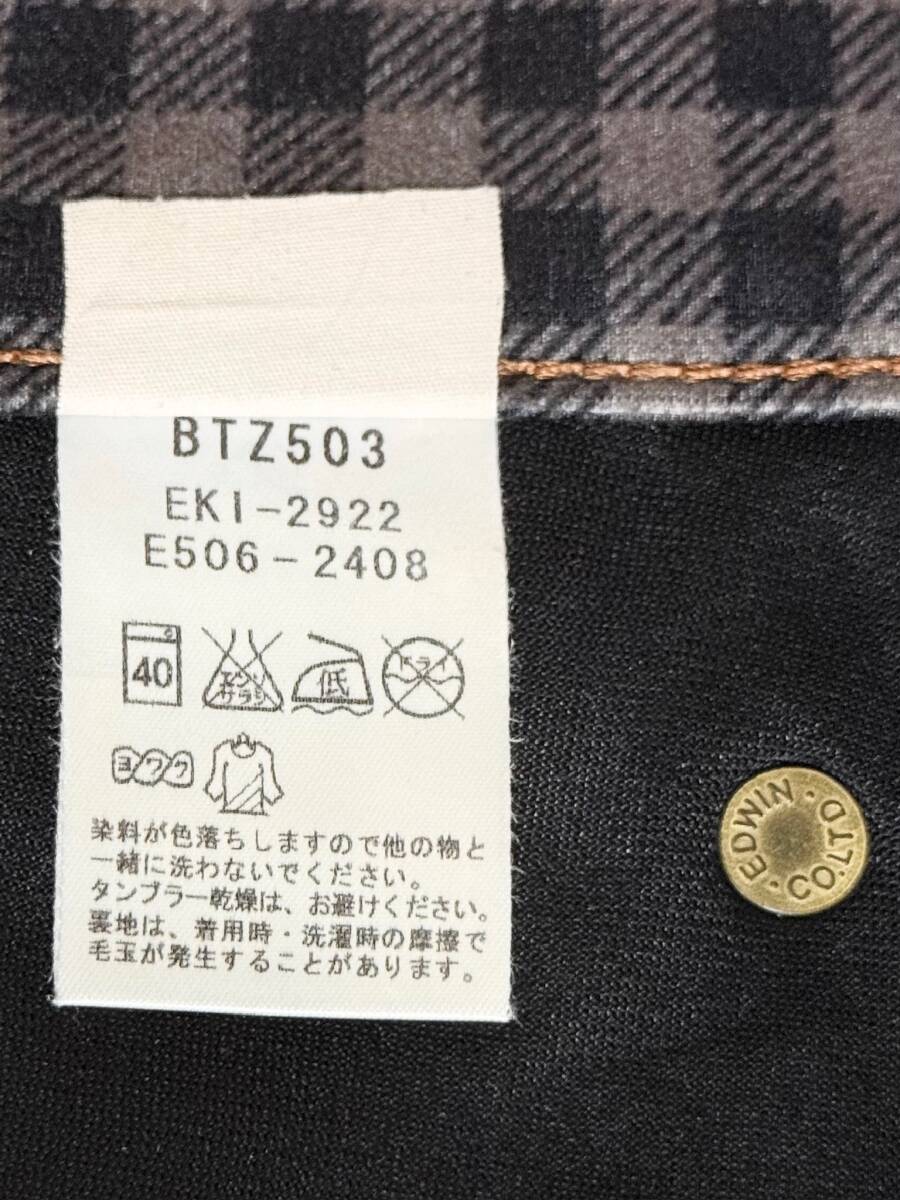 BTZ503
EKI-2922
E506-2408
40
エンソ
サラシ
低
ドライ
ヨワク
染料が色落ちしますので他の物と
一緒に洗わないでください。
タンブラー乾燥は、お避けください。
裏地は、着用時・洗濯時の摩擦で
毛玉が発生することがあります。
・EDWIN・
CO.LTD